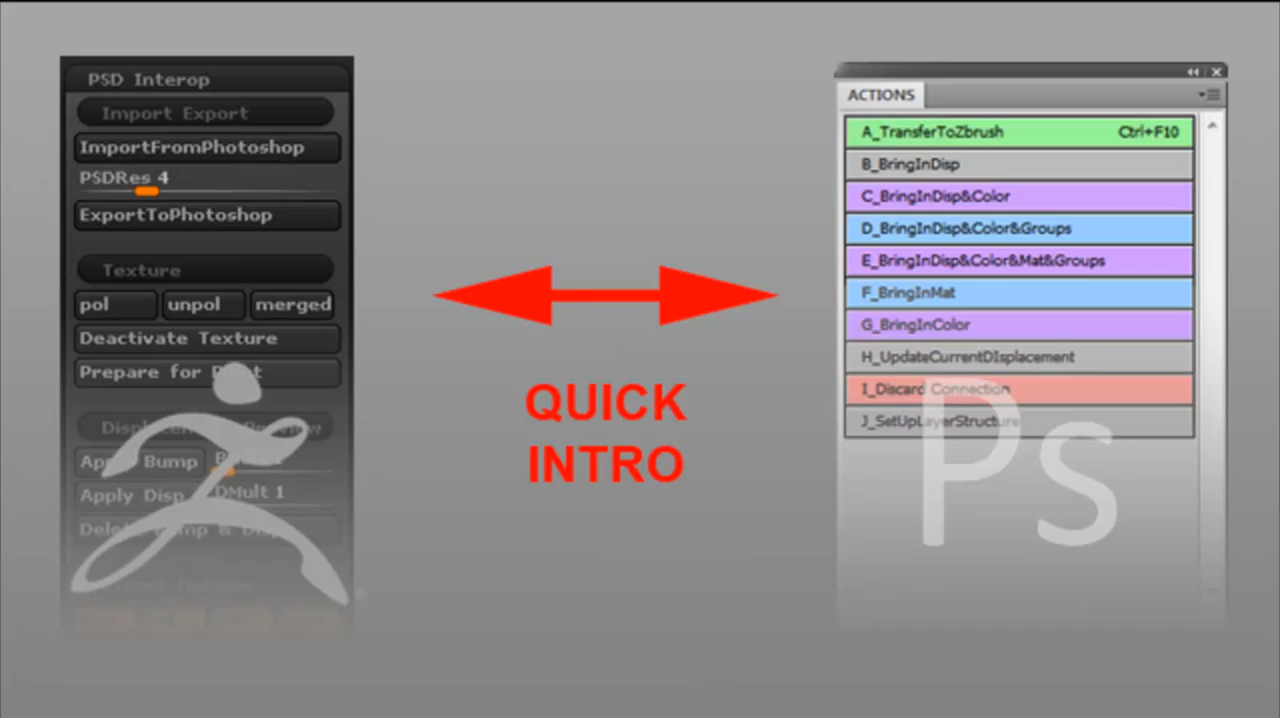 PSD Interop
Import Export
ImportFromPhotoshop
PSDRes 4
ExportToPhotoshop
Texture
pol unpol merged
Deactivate Texture
Prepare for
Apply Bump
Apply Disp DMult 1
QUICK
INTRO
ACTIONS
A_TransferToZbrush Ctrl+F10
B_BringInDisp
C_BringInDisp&Color
D_BringInDisp&Color&Groups
E_BringInDisp&Color&Mat&Groups
F_BringInMat
G_BringInColor
H_UpdateCurrentDIsplacement
I_Discard Connection
J_SetUpLayerStructure
Ps